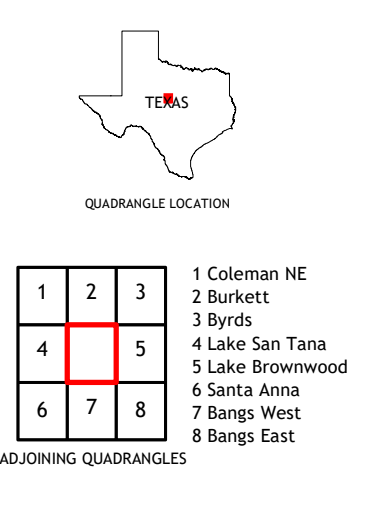 TEXAS
QUADRANGLE LOCATION
1 2 3
4 5
6 7 8
1 Coleman NE
2 Burkett
3 Byrds
4 Lake San Tana
5 Lake Brownwood
6 Santa Anna
7 Bangs West
8 Bangs East
ADJOINING QUADRANGLES